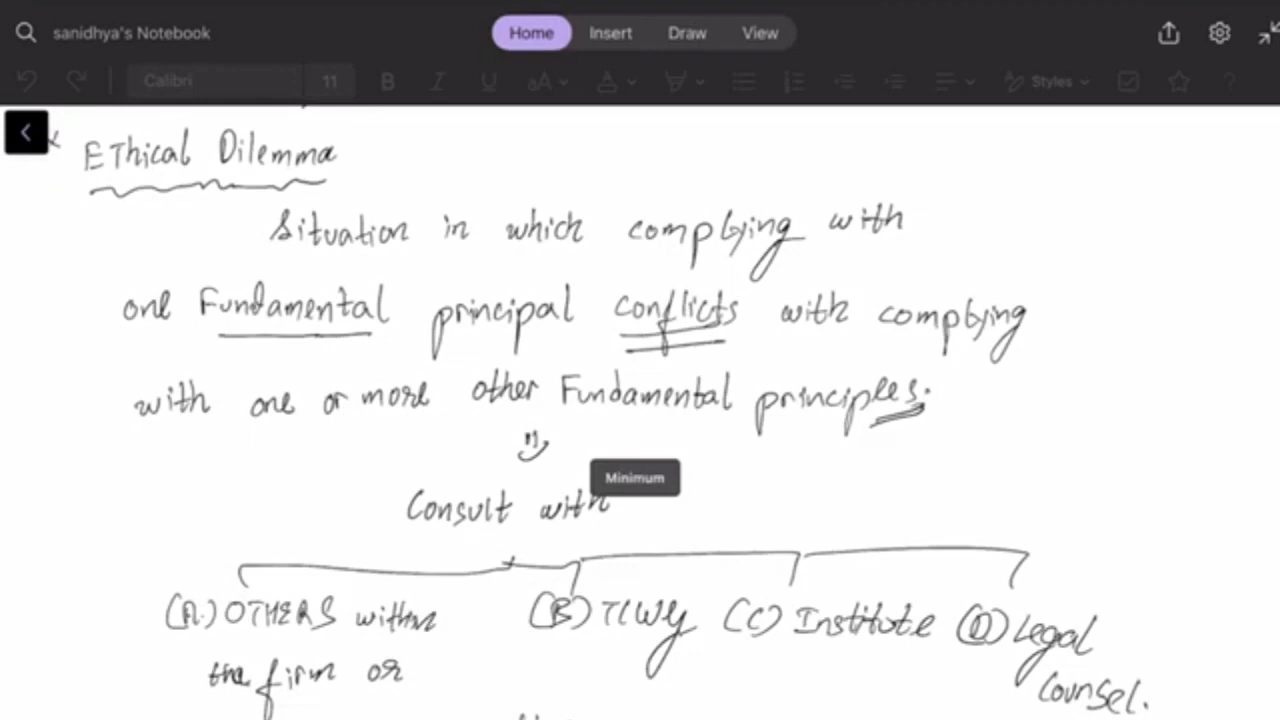 sanidhya's Notebook
Home Insert Draw View
Calibri 11 B I U Styles
Ethical Dilemma
Situation in which complying with
one Fundamental principal conflicts with complying
with one or more other Fundamental principles.
Minimum
Consult with
(A.) OTHERS within (B) TCWG (C) Institute (D) Legal
the firm or counsel.